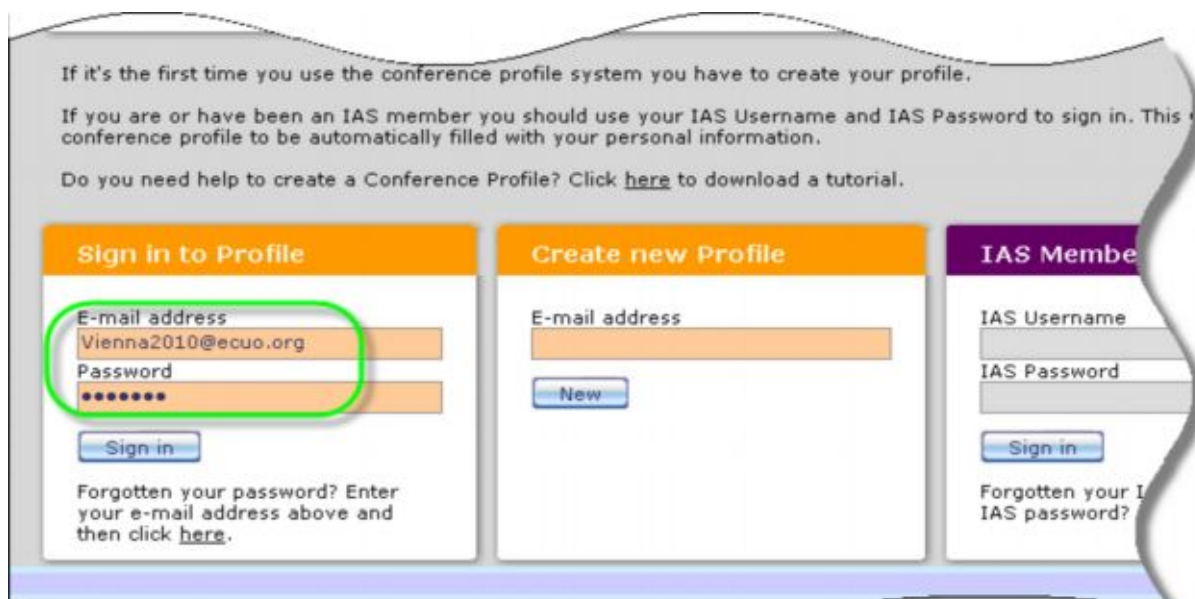 If it's the first time you use the conference profile system you have to create your profile.
If you are or have been an IAS member you should use your IAS Username and IAS Password to sign in. This
conference profile to be automatically filled with your personal information.
Do you need help to create a Conference Profile? Click here to download a tutorial.
Sign in to Profile
E-mail address
Vienna2010@ecuo.org
Password
•••••••
Sign in
Forgotten your password? Enter
your e-mail address above and
then click here.
Create new Profile
E-mail address
New
IAS Membe
IAS Username
IAS Password
Sign in
Forgotten your I
IAS password?